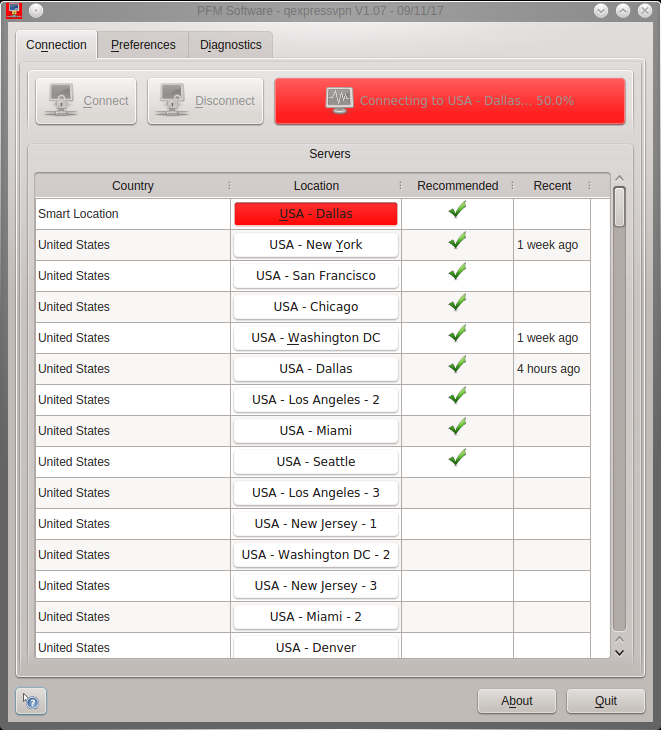 PFM Software - qexpressvpn V1.07 - 09/11/17
Connection Preferences Diagnostics
Connect Disconnect Connecting to USA - Dallas... 50.0%
Servers
Country Location Recommended Recent
Smart Location USA - Dallas
United States USA - New York 1 week ago
United States USA - San Francisco
United States USA - Chicago
United States USA - Washington DC 1 week ago
United States USA - Dallas 4 hours ago
United States USA - Los Angeles - 2
United States USA - Miami
United States USA - Seattle
United States USA - Los Angeles - 3
United States USA - New Jersey - 1
United States USA - Washington DC - 2
United States USA - New Jersey - 3
United States USA - Miami - 2
United States USA - Denver
About Quit